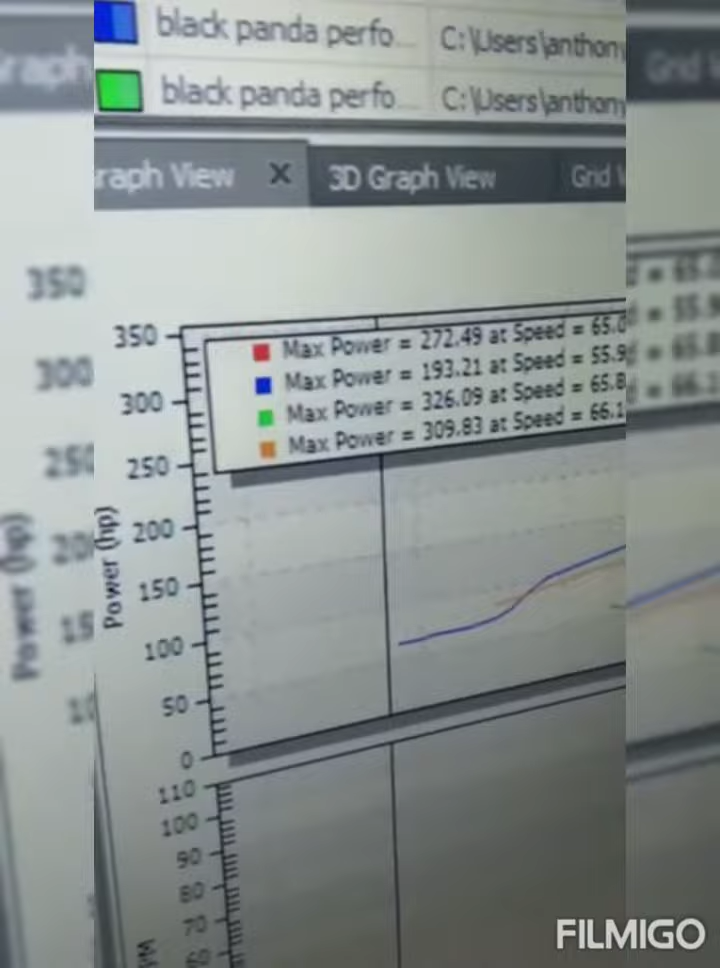 black panda perfo... C:\Users\anthony
black panda perfo... C:\Users\anthony
raph View X 3D Graph View Grid V
350
300
250
200
150
100
50
0
Power (hp)
Max Power = 272.49 at Speed = 65.0
Max Power = 193.21 at Speed = 55.9
Max Power = 326.09 at Speed = 65.8
Max Power = 309.83 at Speed = 66.1
110
100
90
80
70
60
FILMIGO